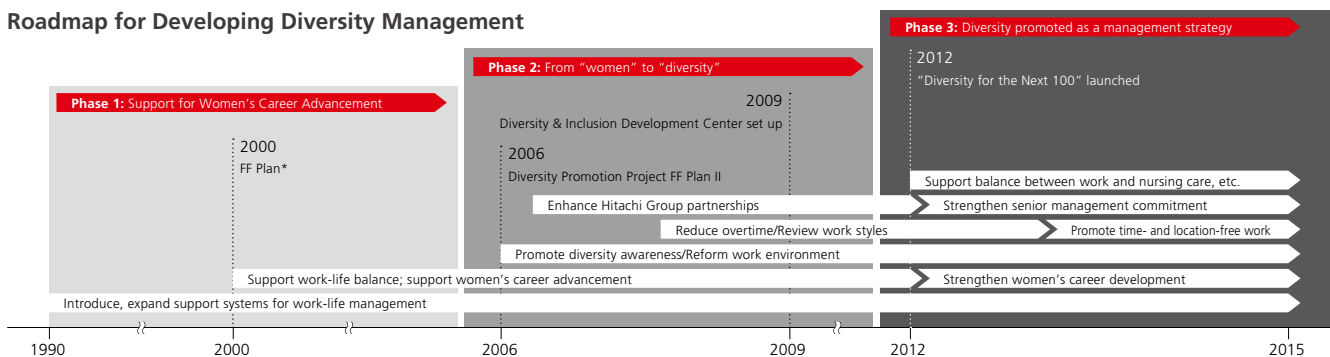 Roadmap for Developing Diversity Management
Phase 1: Support for Women's Career Advancement
2000
FF Plan*
Phase 2: From “women” to “diversity”
2009
Diversity & Inclusion Development Center set up
2006
Diversity Promotion Project FF Plan II
Phase 3: Diversity promoted as a management strategy
2012
“Diversity for the Next 100” launched
Support balance between work and nursing care, etc.
Enhance Hitachi Group partnerships
Strengthen senior management commitment
Reduce overtime/Review work styles
Promote time- and location-free work
Promote diversity awareness/Reform work environment
Support work-life balance; support women's career advancement
Strengthen women's career development
Introduce, expand support systems for work-life management
1990
2000
2006
2009
2012
2015